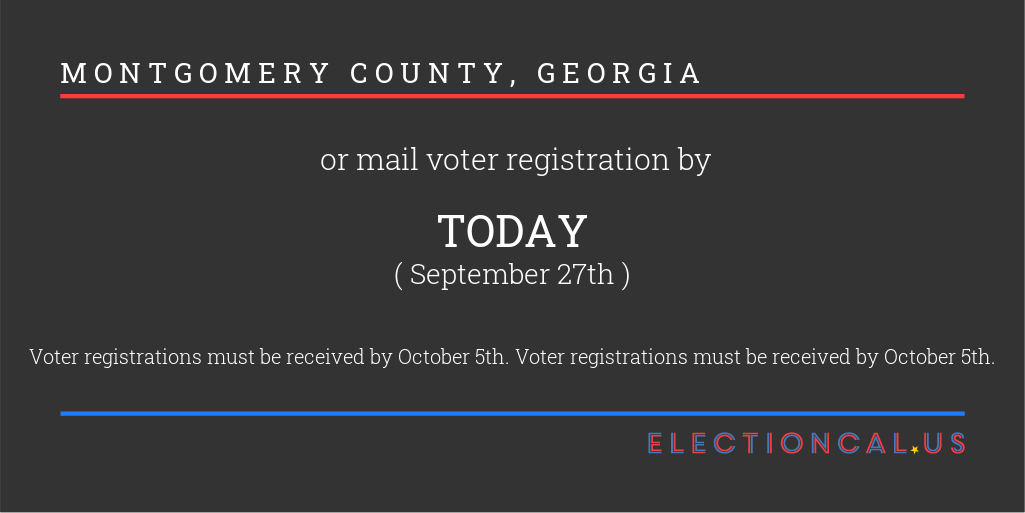 MONTGOMERY COUNTY, GEORGIA
or mail voter registration by
TODAY
( September 27th )
Voter registrations must be received by October 5th. Voter registrations must be received by October 5th.
ELECTIONCAL.US